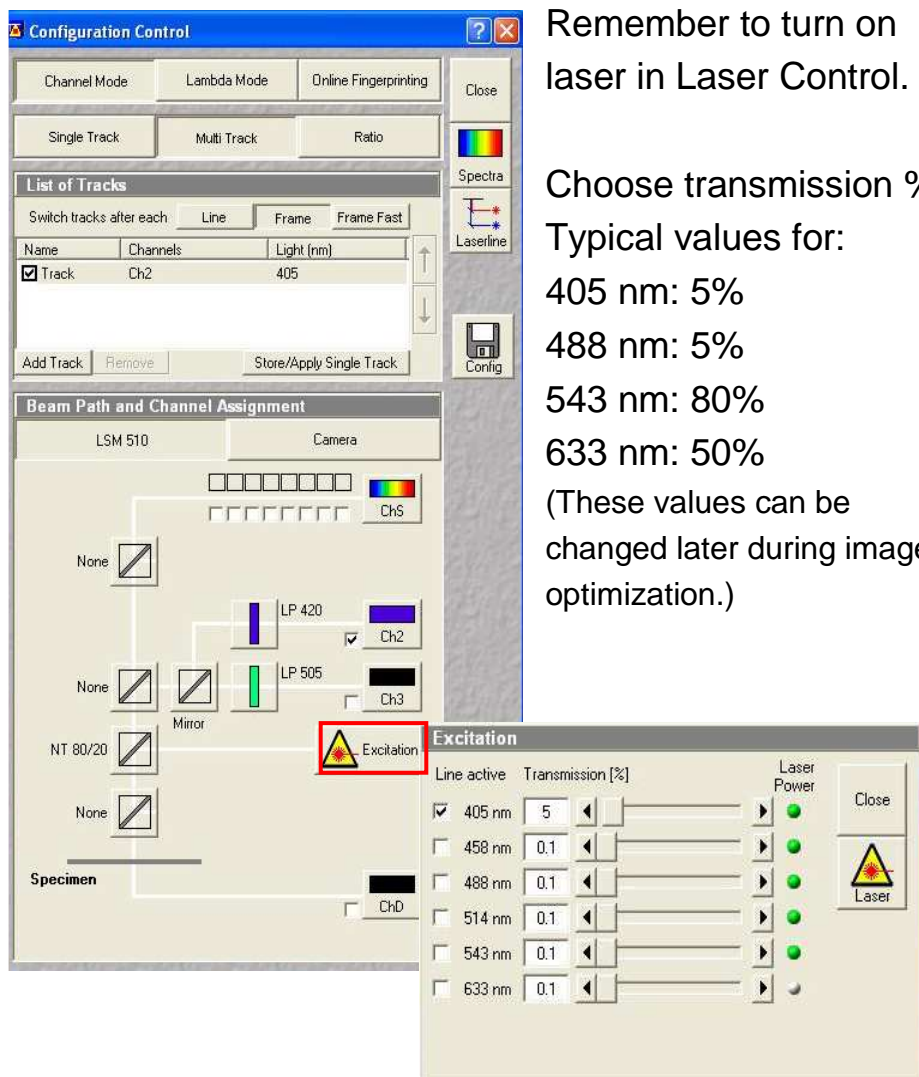 Configuration Control
Channel Mode Lambda Mode Online Fingerprinting
Close
Single Track Multi Track Ratio
Spectra
List of Tracks
Switch tracks after each Line Frame Frame Fast
Laserline
Name Channels Light (nm)
Track Ch2 405
Add Track Remove Store/Apply Single Track
Config
Beam Path and Channel Assignment
LSM 510 Camera
ChS
None
LP 420
Ch2
None
LP 505
Ch3
Mirror
NT 80/20
Excitation
None
Specimen
ChD
Remember to turn on
laser in Laser Control.
Choose transmission %
Typical values for:
405 nm: 5%
488 nm: 5%
543 nm: 80%
633 nm: 50%
(These values can be
changed later during image
optimization.)
Excitation
Line active Transmission [%] Laser
Power
Close
405 nm 5
458 nm 0.1
488 nm 0.1
Laser
514 nm 0.1
543 nm 0.1
633 nm 0.1